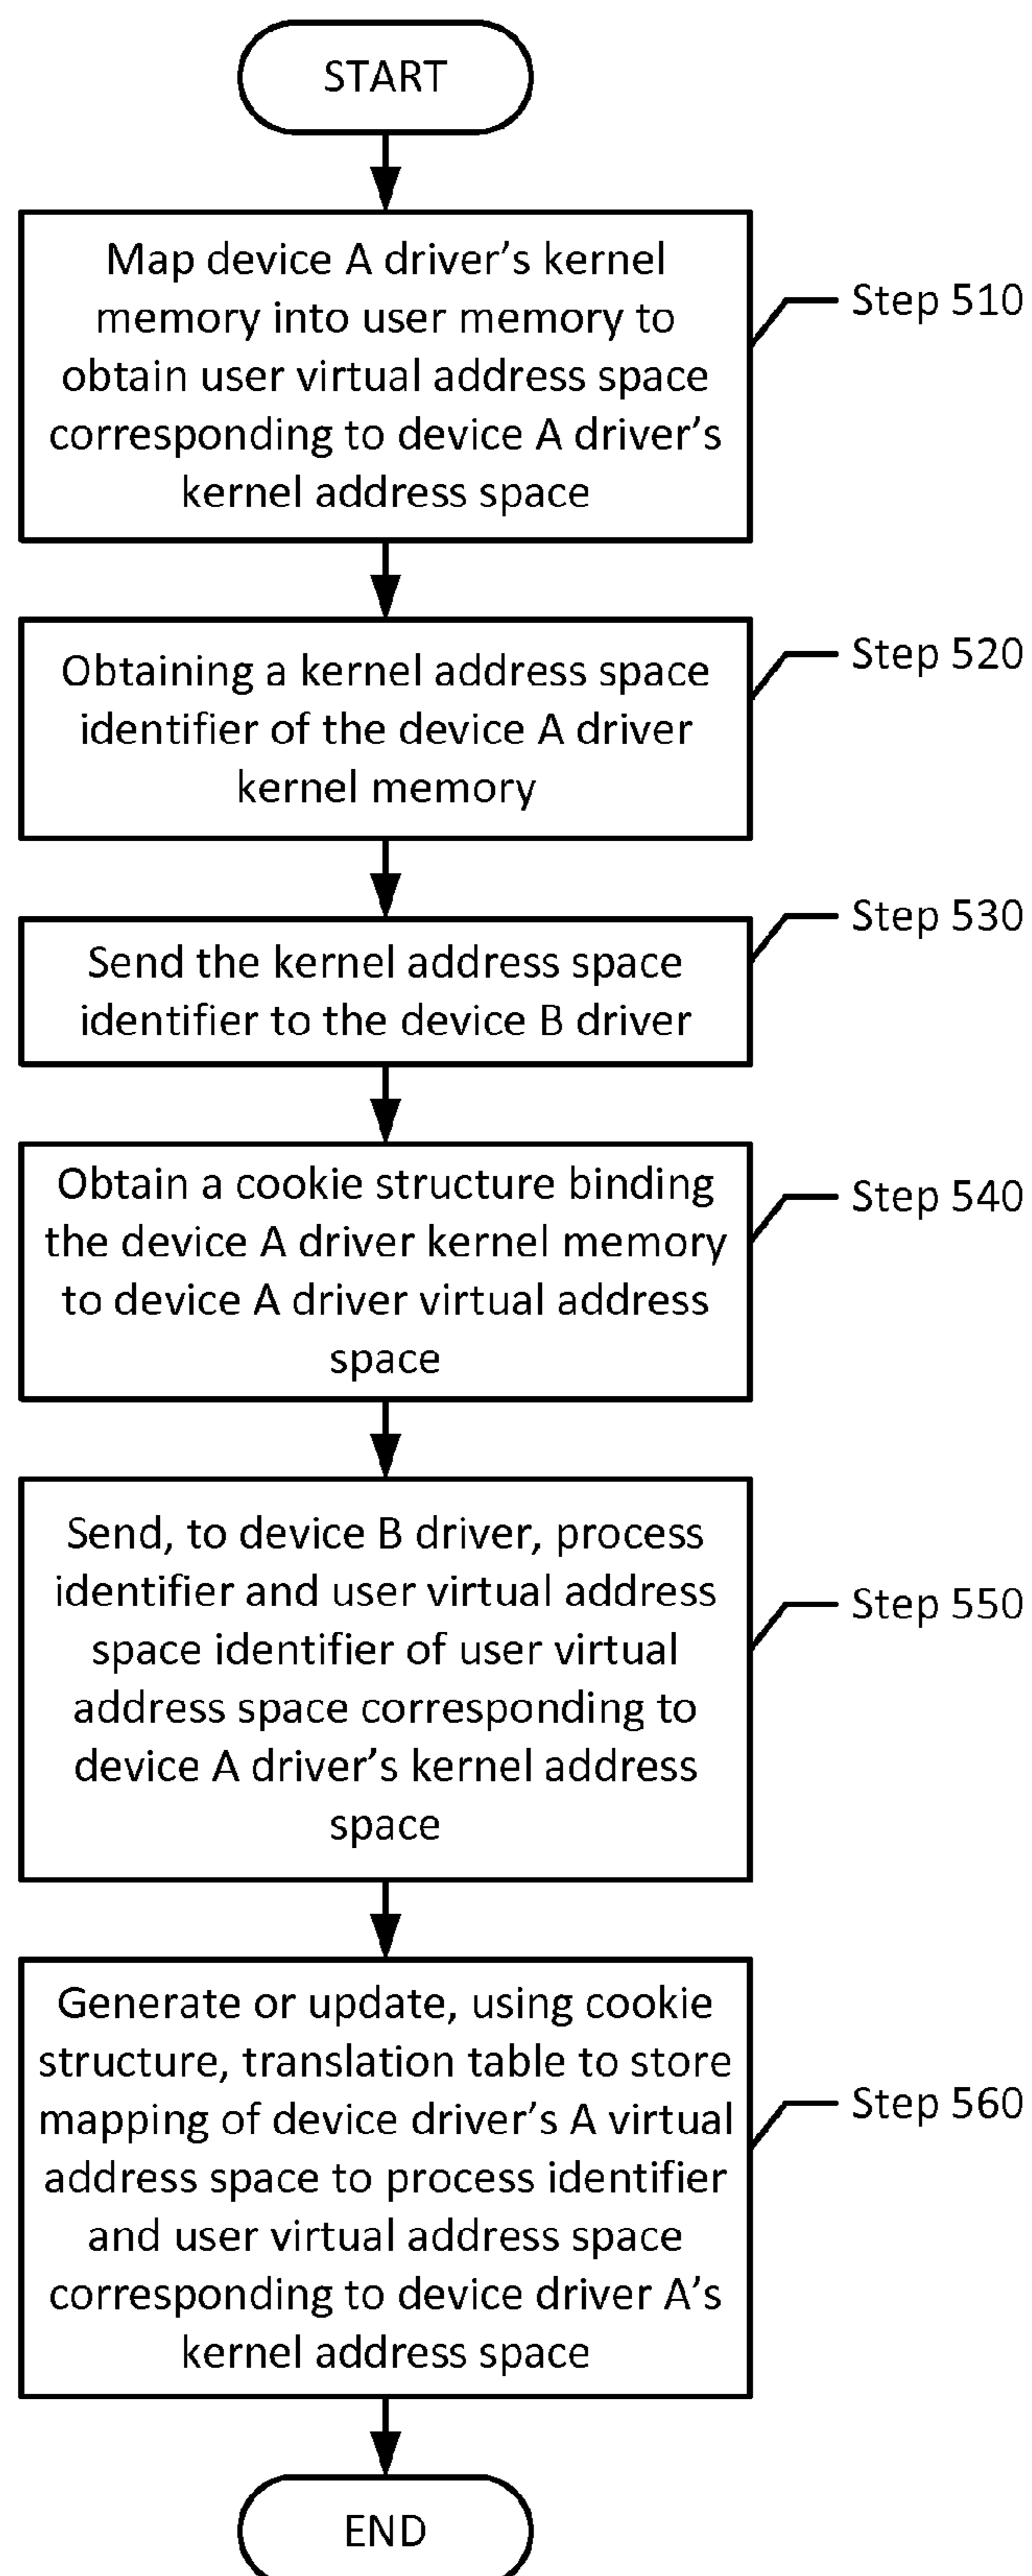 START
Map device A driver's kernel
memory into user memory to
obtain user virtual address space
corresponding to device A driver's
kernel address space
Step 510
Obtaining a kernel address space
identifier of the device A driver
kernel memory
Step 520
Send the kernel address space
identifier to the device B driver
Step 530
Obtain a cookie structure binding
the device A driver kernel memory
to device A driver virtual address
space
Step 540
Send, to device B driver, process
identifier and user virtual address
space identifier of user virtual
address space corresponding to
device A driver's kernel address
space
Step 550
Generate or update, using cookie
structure, translation table to store
mapping of device driver's A virtual
address space to process identifier
and user virtual address space
corresponding to device driver A's
kernel address space
Step 560
END